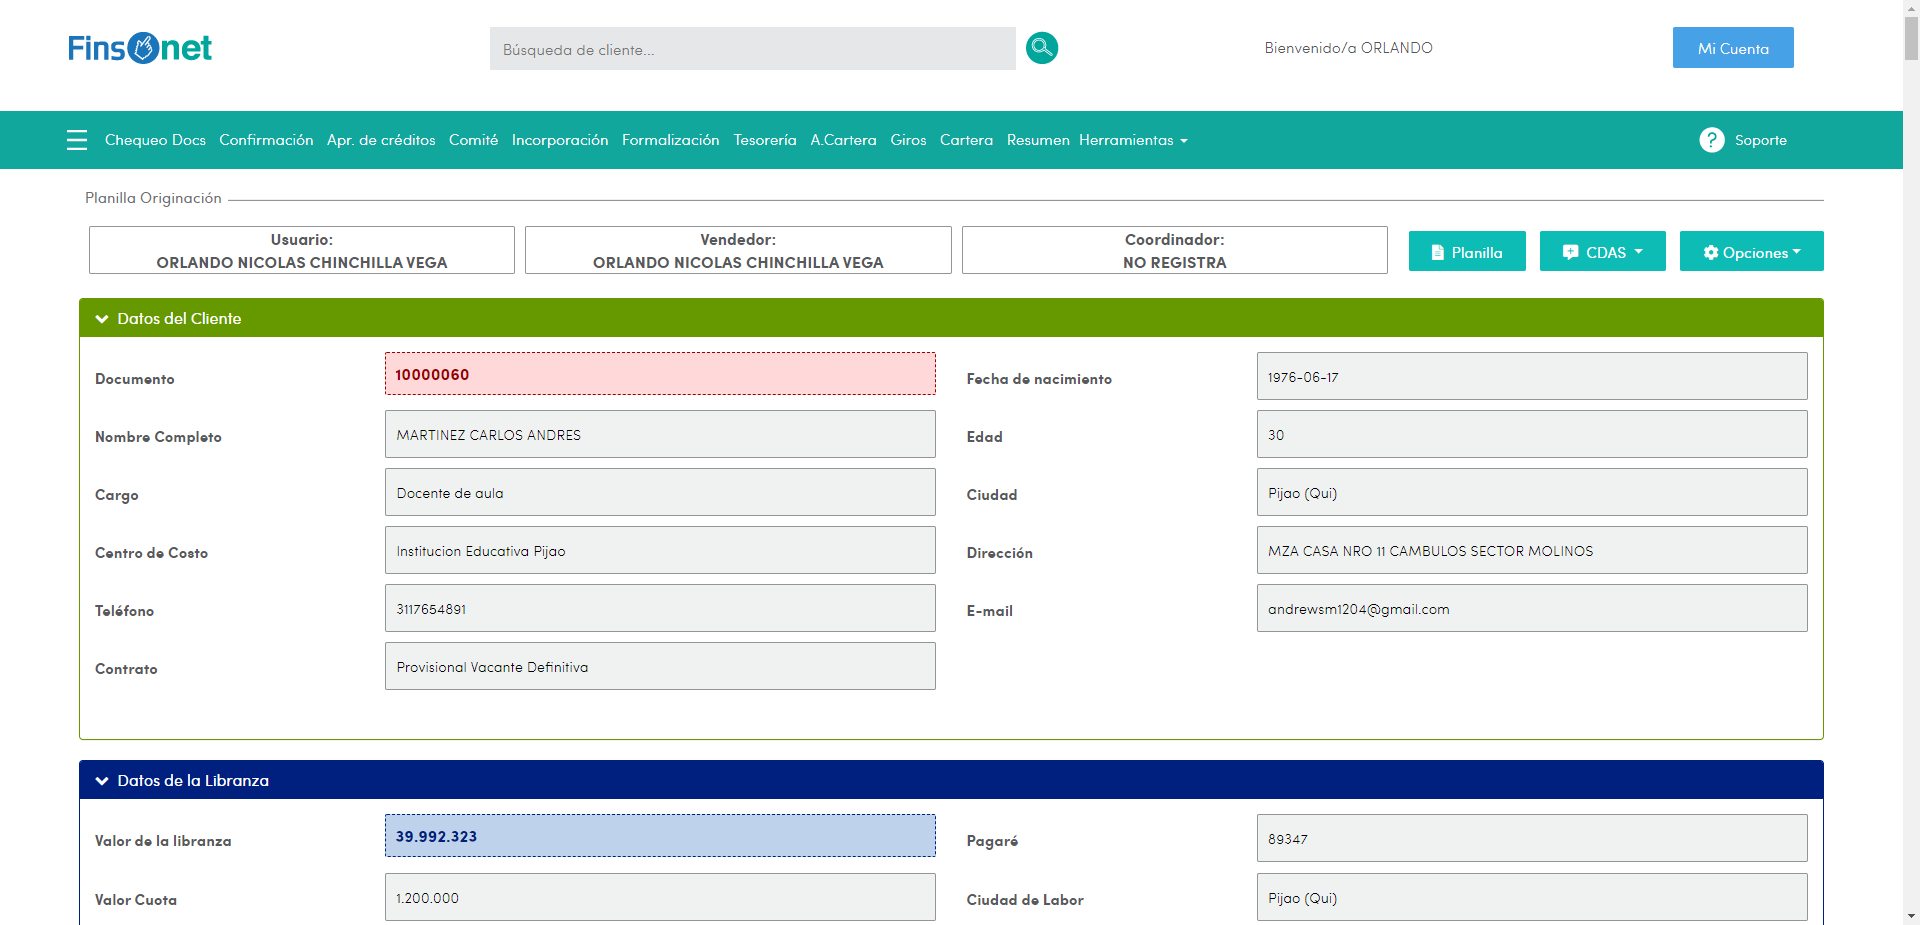 Finsonet
Búsqueda de cliente...
Bienvenido/a ORLANDO
Mi Cuenta
Chequeo Docs Confirmación Apr. de créditos Comité Incorporación Formalización Tesorería A.Cartera Giros Cartera Resumen Herramientas
? Soporte
Planilla Originación
Usuario:
ORLANDO NICOLAS CHINCHILLA VEGA
Vendedor:
ORLANDO NICOLAS CHINCHILLA VEGA
Coordinador:
NO REGISTRA
Planilla
CDAS
Opciones
Datos del Cliente
Documento 10000060 Fecha de nacimiento 1976-06-17
Nombre Completo MARTINEZ CARLOS ANDRES Edad 30
Cargo Docente de aula Ciudad Pijao (Qui)
Centro de Costo Institucion Educativa Pijao Dirección MZA CASA NRO 11 CAMBULOS SECTOR MOLINOS
Teléfono 3117654891 E-mail andrewsm1204@gmail.com
Contrato Provisional Vacante Definitiva
Datos de la Libranza
Valor de la libranza 39.992.323 Pagaré 89347
Valor Cuota 1.200.000 Ciudad de Labor Pijao (Qui)